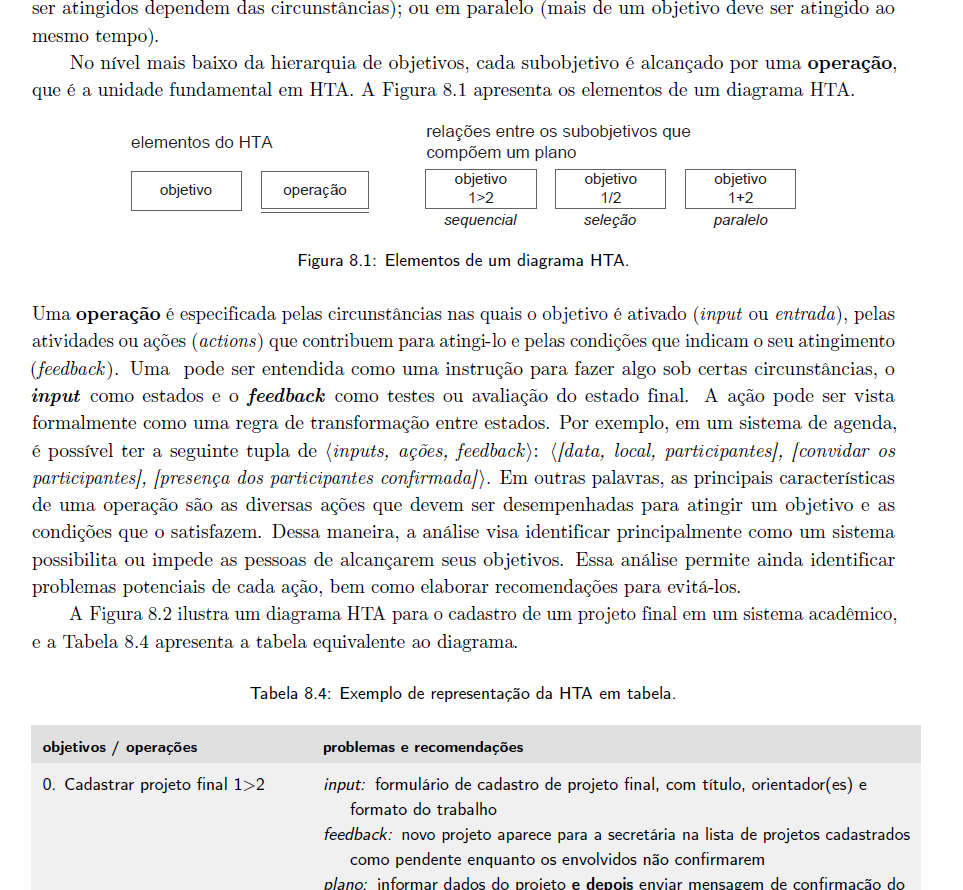 ser atingidos dependem das circunstâncias); ou em paralelo (mais de um objetivo deve ser atingido ao
mesmo tempo).
No nível mais baixo da hierarquia de objetivos, cada subobjetivo é alcançado por uma operação,
que é a unidade fundamental em HTA. A Figura 8.1 apresenta os elementos de um diagrama HTA.
elementos do HTA
objetivo
operação
relações entre os subobjetivos que
compõem um plano
objetivo
1>2
sequencial
objetivo
1/2
seleção
objetivo
1+2
paralelo
Figura 8.1: Elementos de um diagrama HTA.
Uma operação é especificada pelas circunstâncias nas quais o objetivo é ativado (input ou entrada), pelas
atividades ou ações (actions) que contribuem para atingi-lo e pelas condições que indicam o seu atingimento
(feedback). Uma pode ser entendida como uma instrução para fazer algo sob certas circunstâncias, o
input como estados e o feedback como testes ou avaliação do estado final. A ação pode ser vista
formalmente como uma regra de transformação entre estados. Por exemplo, em um sistema de agenda,
é possível ter a seguinte tupla de ⟨inputs, ações, feedback⟩: ⟨[data, local, participantes], [convidar os
participantes], [presença dos participantes confirmada]⟩. Em outras palavras, as principais características
de uma operação são as diversas ações que devem ser desempenhadas para atingir um objetivo e as
condições que o satisfazem. Dessa maneira, a análise visa identificar principalmente como um sistema
possibilita ou impede as pessoas de alcançarem seus objetivos. Essa análise permite ainda identificar
problemas potenciais de cada ação, bem como elaborar recomendações para evitá-los.
A Figura 8.2 ilustra um diagrama HTA para o cadastro de um projeto final em um sistema acadêmico,
e a Tabela 8.4 apresenta a tabela equivalente ao diagrama.
Tabela 8.4: Exemplo de representação da HTA em tabela.
objetivos / operações
problemas e recomendações
0. Cadastrar projeto final 1>2
input: formulário de cadastro de projeto final, com título, orientador(es) e
formato do trabalho
feedback: novo projeto aparece para a secretária na lista de projetos cadastrados
como pendente enquanto os envolvidos não confirmarem
plano: informar dados do projeto e depois enviar mensagem de confirmação do